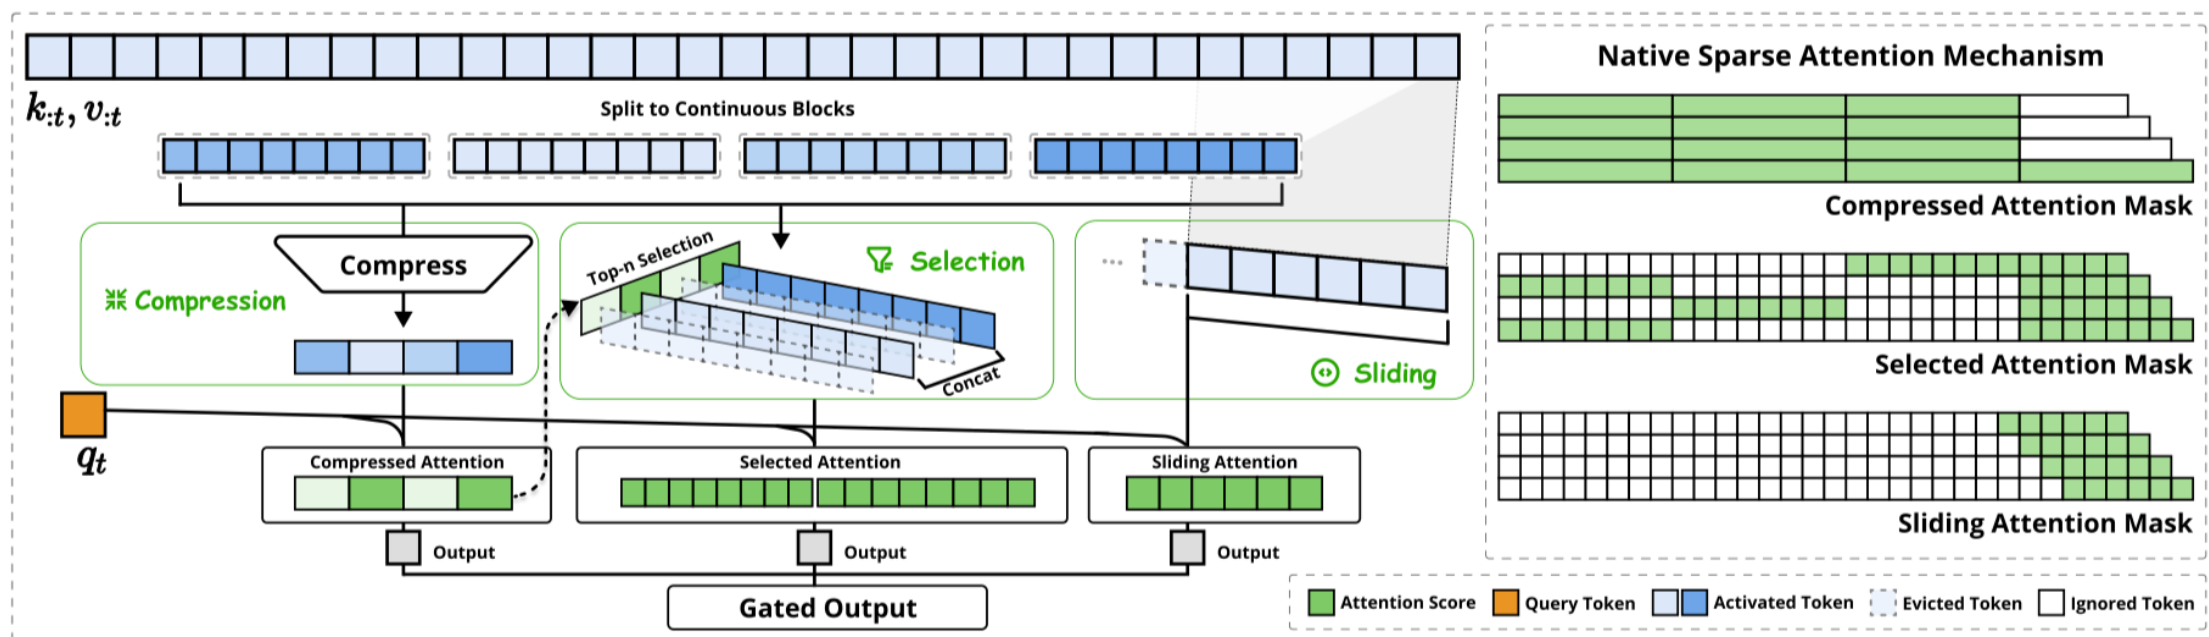 k:t, v:t
Split to Continuous Blocks
Compress
Compression
Top-n Selection
Selection
Concat
...
Sliding
qt
Compressed Attention
Selected Attention
Sliding Attention
Output
Output
Output
Gated Output
Native Sparse Attention Mechanism
Compressed Attention Mask
Selected Attention Mask
Sliding Attention Mask
Attention Score
Query Token
Activated Token
Evicted Token
Ignored Token